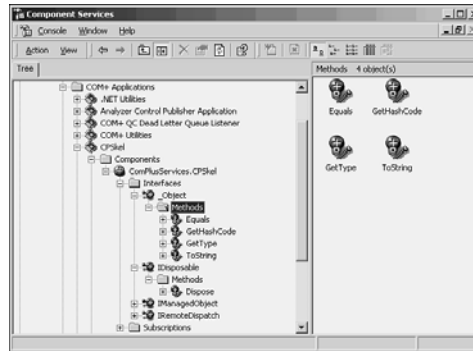 Component Services
Console Window Help
Action View
Tree
Methods 4 object(s)
COM+ Applications
.NET Utilities
Analyzer Control Publisher Application
COM+ QC Dead Letter Queue Listener
COM+ Utilities
CPSkel
Components
ComPlusServices.CPSkel
Interfaces
_Object
Methods
Equals
GetHashCode
GetType
ToString
IDisposable
Methods
Dispose
IManagedObject
IRemoteDispatch
Subscriptions
Equals GetHashCode
GetType ToString